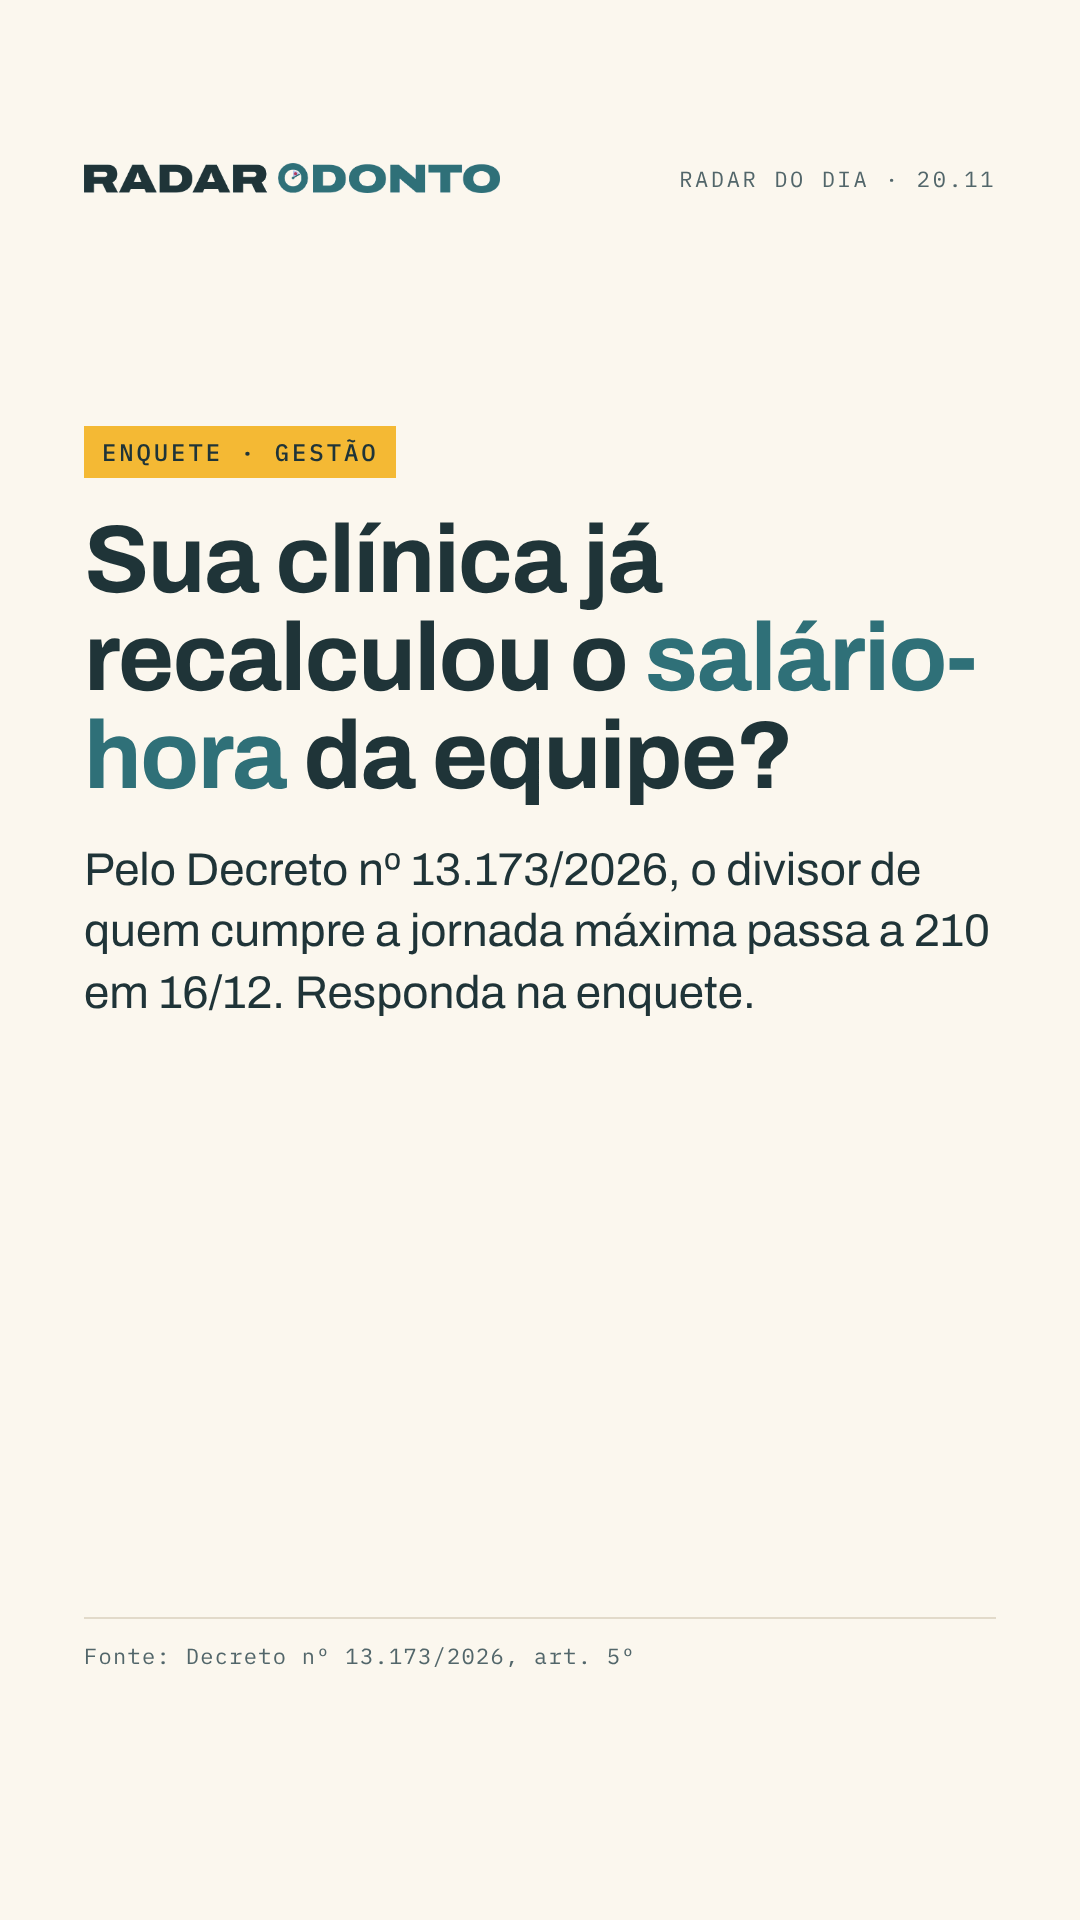 RADAR ODONTO
RADAR DO DIA · 20.11
ENQUETE · GESTÃO
Sua clínica já
recalculou o salário-
hora da equipe?
Pelo Decreto nº 13.173/2026, o divisor de
quem cumpre a jornada máxima passa a 210
em 16/12. Responda na enquete.
Fonte: Decreto nº 13.173/2026, art. 5º